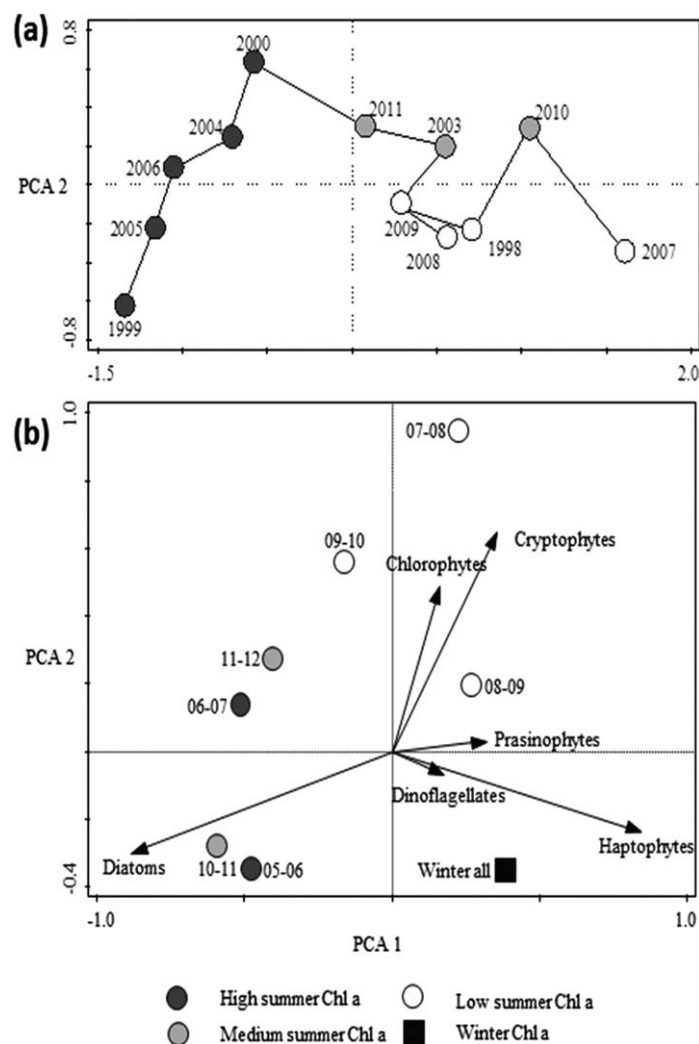 (a)
0.8
2000
2011
2003
2010
2004
2006
PCA 2
2005
2009
2008
1998
2007
1999
-0.8
-1.5
2.0
(b)
1.0
07-08
09-10
Cryptophytes
Chlorophytes
PCA 2
11-12
06-07
08-09
Prasinophytes
Dinoflagellates
Diatoms
Haptophytes
10-11
05-06
Winter all
-0.4
-1.0
1.0
PCA 1
High summer Chl a
Low summer Chl a
Medium summer Chl a
Winter Chl a